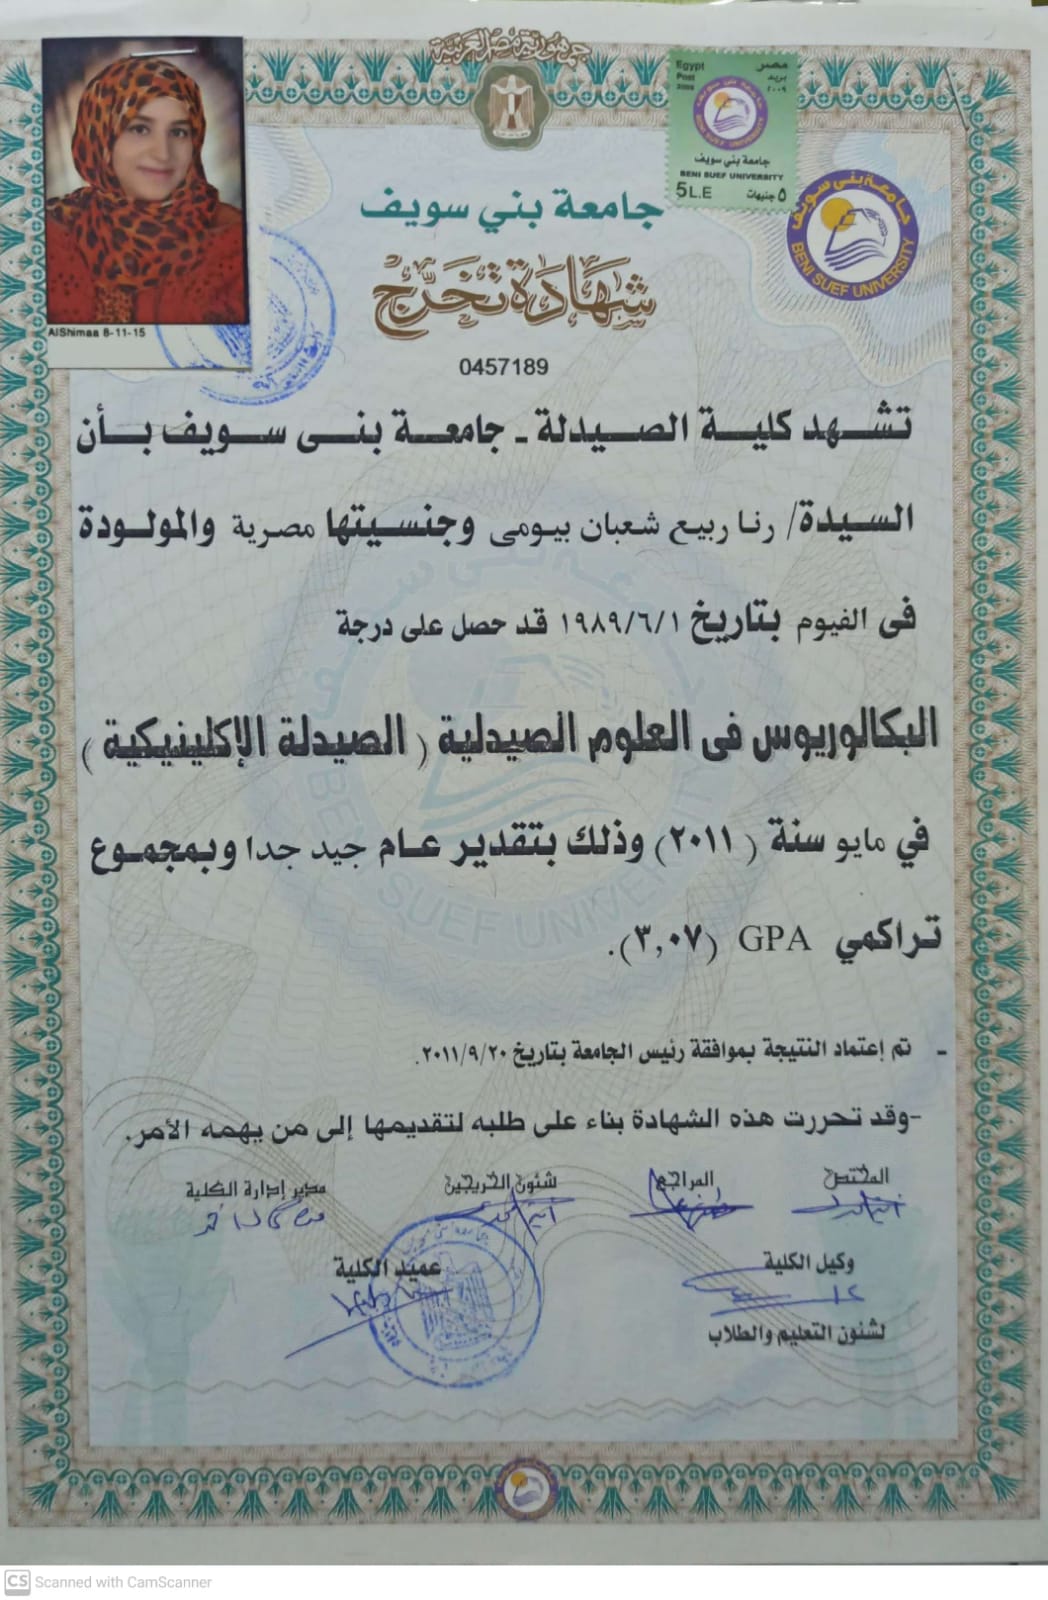 جمهورية مصر العربية
Egypt
Post
مصر
بريد
٢٠٠٩
جامعة بني سويف
BENI SUEF UNIVERSITY
5L.E
٥ جنيهات
جامعة بني سويف
BENI SUEF UNIVERSITY
جامعة بني سويف
شهادة تخرج
AlShimaa 8-11-15
0457189
تشهد كلية الصيدلة - جامعة بنى سويف بأن
السيدة/ رنا ربيع شعبان بيومى وجنسيتها مصرية والمولودة
فى الفيوم بتاريخ ١٩٨٩/٦/١ قد حصل على درجة
البكالوريوس فى العلوم الصيدلية ( الصيدلة الإكلينيكية )
في مايو سنة ( ٢٠١١) وذلك بتقدير عام جيد جدا وبمجموع
تراكمي GPA (٣,٠٧).
- تم إعتماد النتيجة بموافقة رئيس الجامعة بتاريخ ٢٠١١/٩/٢٠.
-وقد تحررت هذه الشهادة بناء على طلبه لتقديمها إلى من يهمه الأمر.
المختص المراجع شئون الخريجين مدير إدارة الكلية
وكيل الكلية عميد الكلية
لشئون التعليم والطلاب
CS Scanned with CamScanner